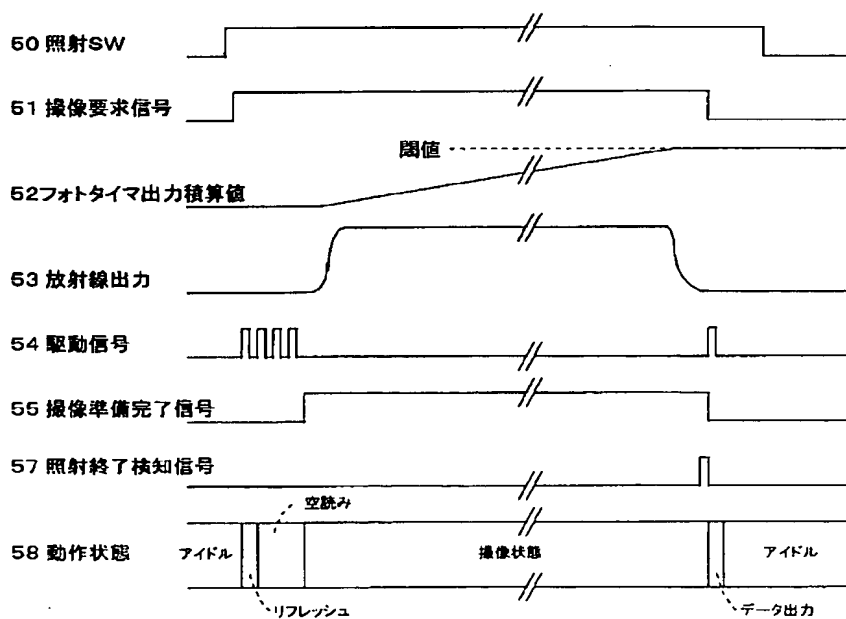 50 照射SW
51 撮像要求信号
閾値
52フォトタイマ出力積算値
53 放射線出力
54 駆動信号
55 撮像準備完了信号
57 照射終了検知信号
空読み
58 動作状態
アイドル
撮像状態
アイドル
リフレッシュ
データ出力